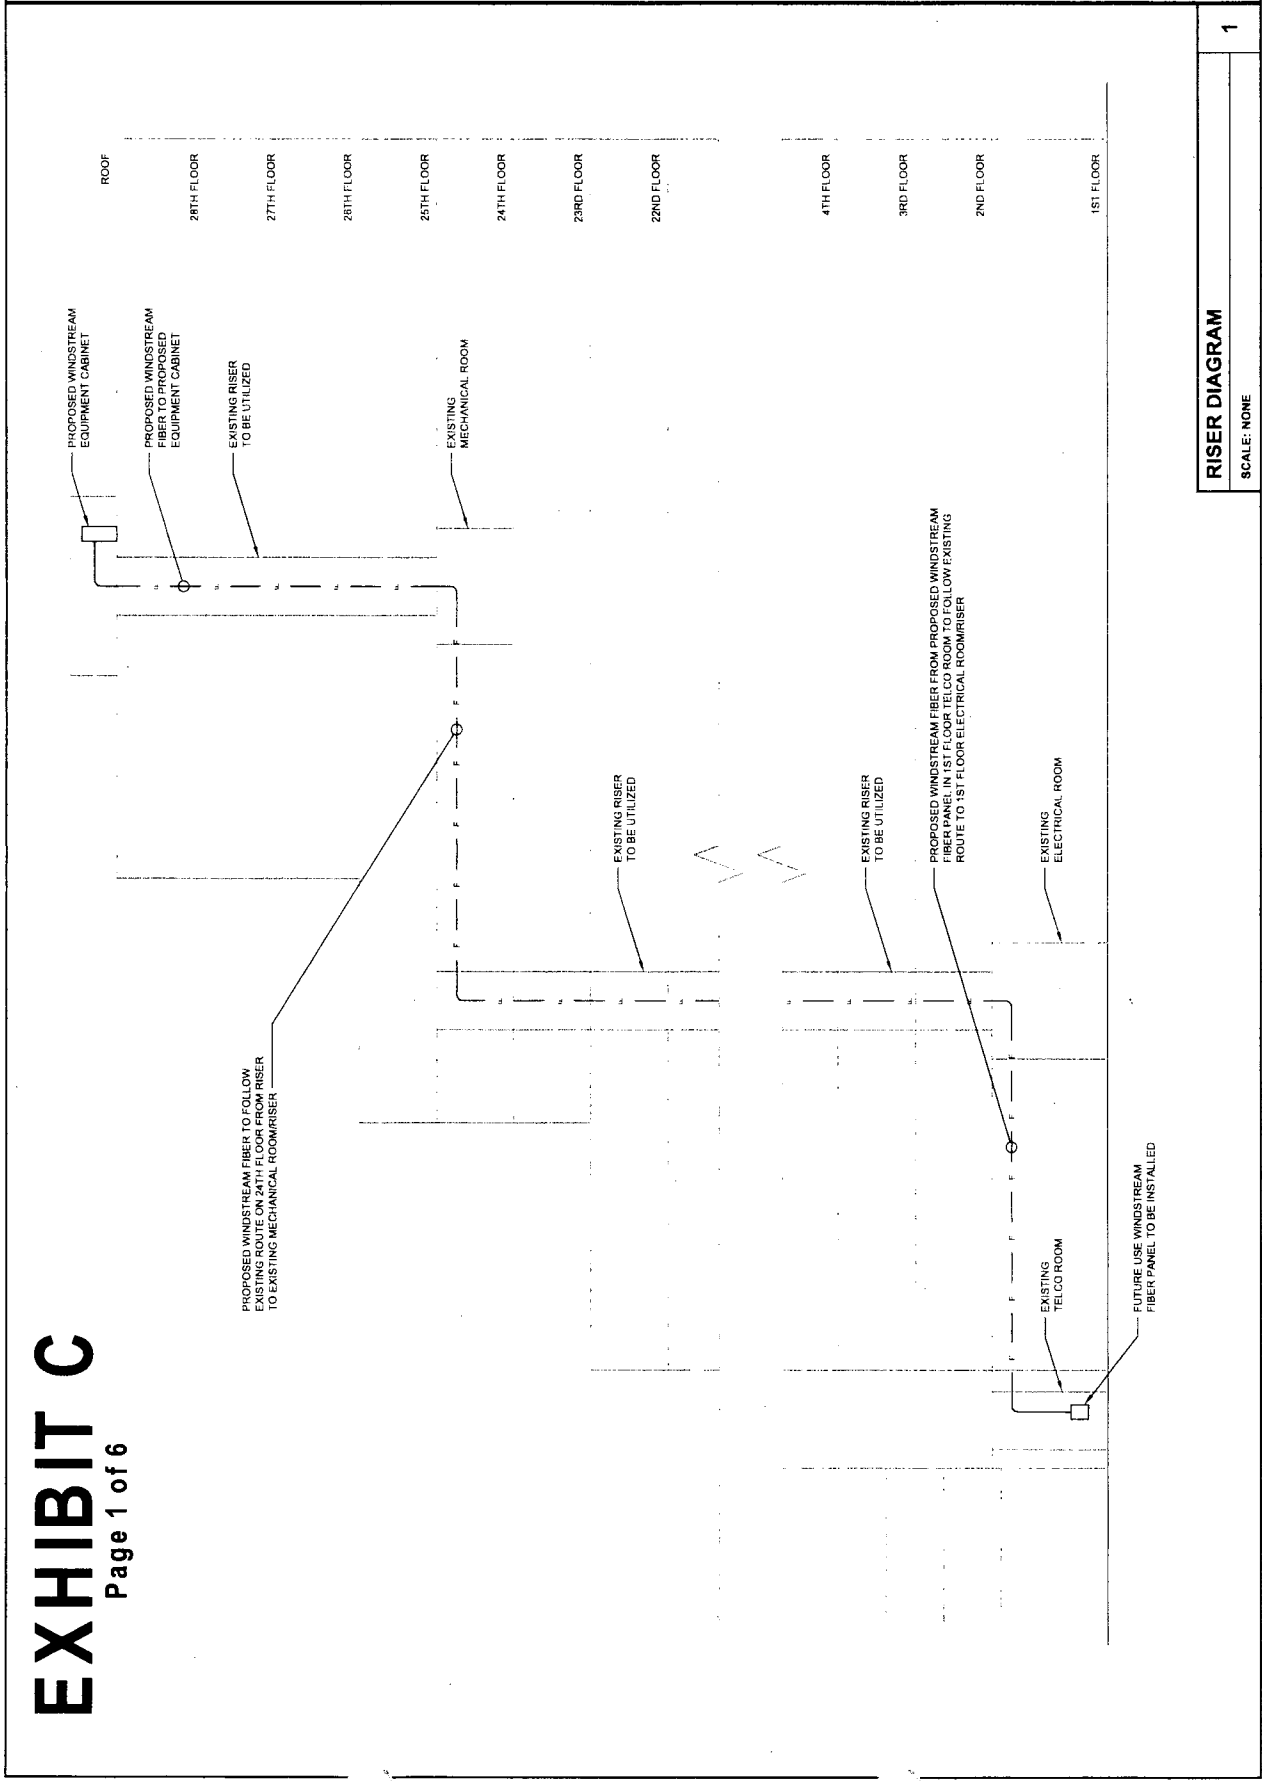 EXHIBIT C
Page 1 of 6
PROPOSED WINDSTREAM
EQUIPMENT CABINET
PROPOSED WINDSTREAM
FIBER TO PROPOSED
EQUIPMENT CABINET
EXISTING RISER
TO BE UTILIZED
EXISTING
MECHANICAL ROOM
PROPOSED WINDSTREAM FIBER TO FOLLOW
EXISTING ROUTE ON 24TH FLOOR FROM RISER
TO EXISTING MECHANICAL ROOM/RISER
EXISTING RISER
TO BE UTILIZED
EXISTING RISER
TO BE UTILIZED
PROPOSED WINDSTREAM FIBER FROM PROPOSED WINDSTREAM
FIBER PANEL IN 1ST FLOOR TELCO ROOM TO FOLLOW EXISTING
ROUTE TO 1ST FLOOR ELECTRICAL ROOM/RISER
EXISTING
ELECTRICAL ROOM
EXISTING
TELCO ROOM
FUTURE USE WINDSTREAM
FIBER PANEL TO BE INSTALLED
ROOF
28TH FLOOR
27TH FLOOR
26TH FLOOR
25TH FLOOR
24TH FLOOR
23RD FLOOR
22ND FLOOR
4TH FLOOR
3RD FLOOR
2ND FLOOR
1ST FLOOR
RISER DIAGRAM
SCALE: NONE
1